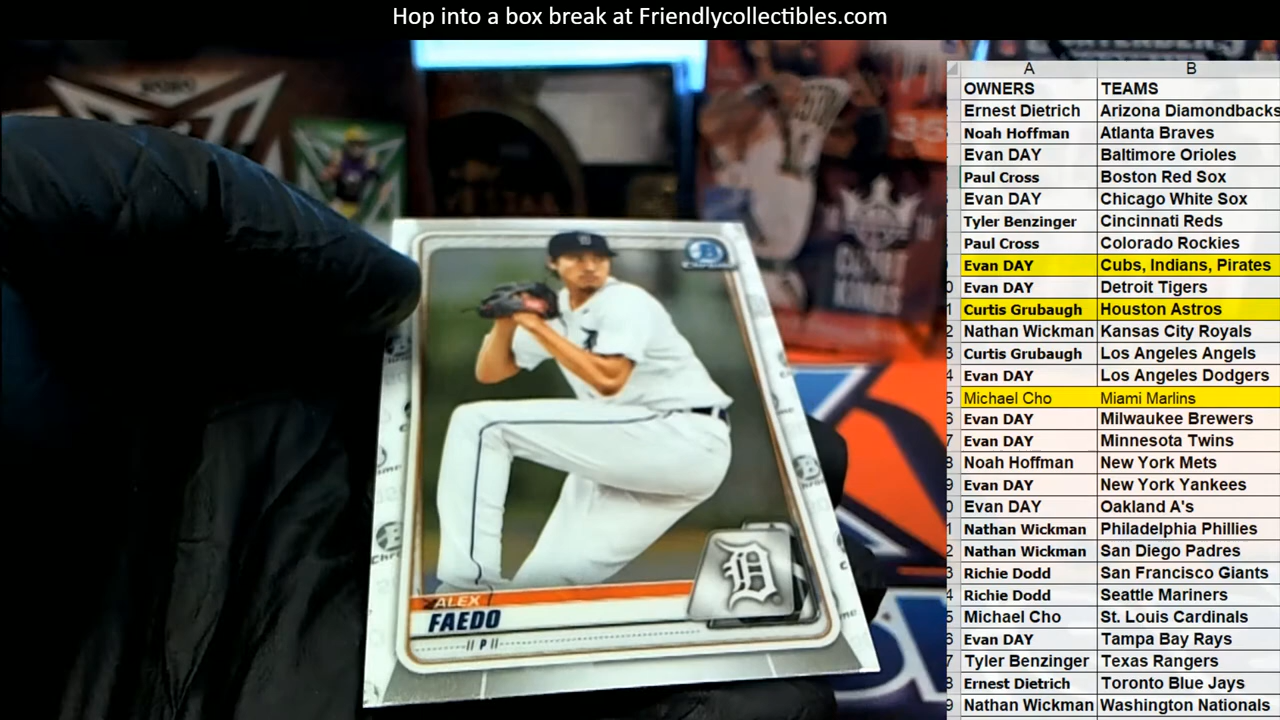 Hop into a box break at Friendlycollectibles.com
A B
OWNERS TEAMS
Ernest Dietrich Arizona Diamondbacks
Noah Hoffman Atlanta Braves
Evan DAY Baltimore Orioles
Paul Cross Boston Red Sox
Evan DAY Chicago White Sox
Tyler Benzinger Cincinnati Reds
Paul Cross Colorado Rockies
Evan DAY Cubs, Indians, Pirates
Evan DAY Detroit Tigers
Curtis Grubaugh Houston Astros
Nathan Wickman Kansas City Royals
Curtis Grubaugh Los Angeles Angels
Evan DAY Los Angeles Dodgers
Michael Cho Miami Marlins
Evan DAY Milwaukee Brewers
Evan DAY Minnesota Twins
Noah Hoffman New York Mets
Evan DAY New York Yankees
Evan DAY Oakland A's
Nathan Wickman Philadelphia Phillies
Nathan Wickman San Diego Padres
Richie Dodd San Francisco Giants
Richie Dodd Seattle Mariners
Michael Cho St. Louis Cardinals
Evan DAY Tampa Bay Rays
Tyler Benzinger Texas Rangers
Ernest Dietrich Toronto Blue Jays
Nathan Wickman Washington Nationals
35
KINGS
B
Chrome
D
ALEX
FAEDO
P